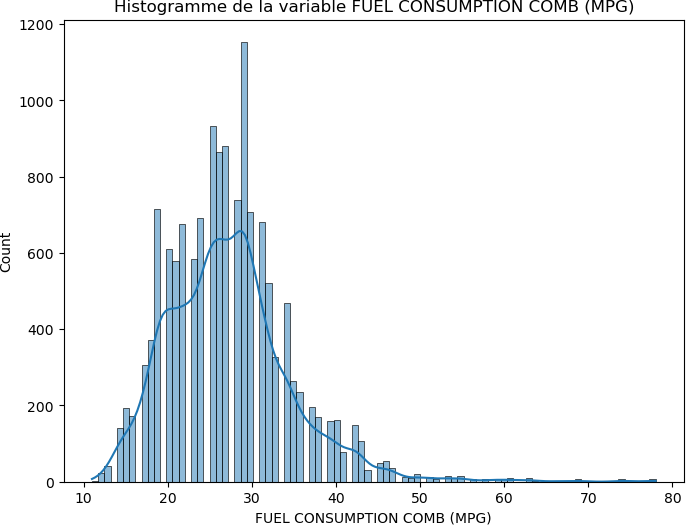 Histogramme de la variable FUEL CONSUMPTION COMB (MPG)
1200
1000
800
600
400
200
0
Count
10 20 30 40 50 60 70 80
FUEL CONSUMPTION COMB (MPG)